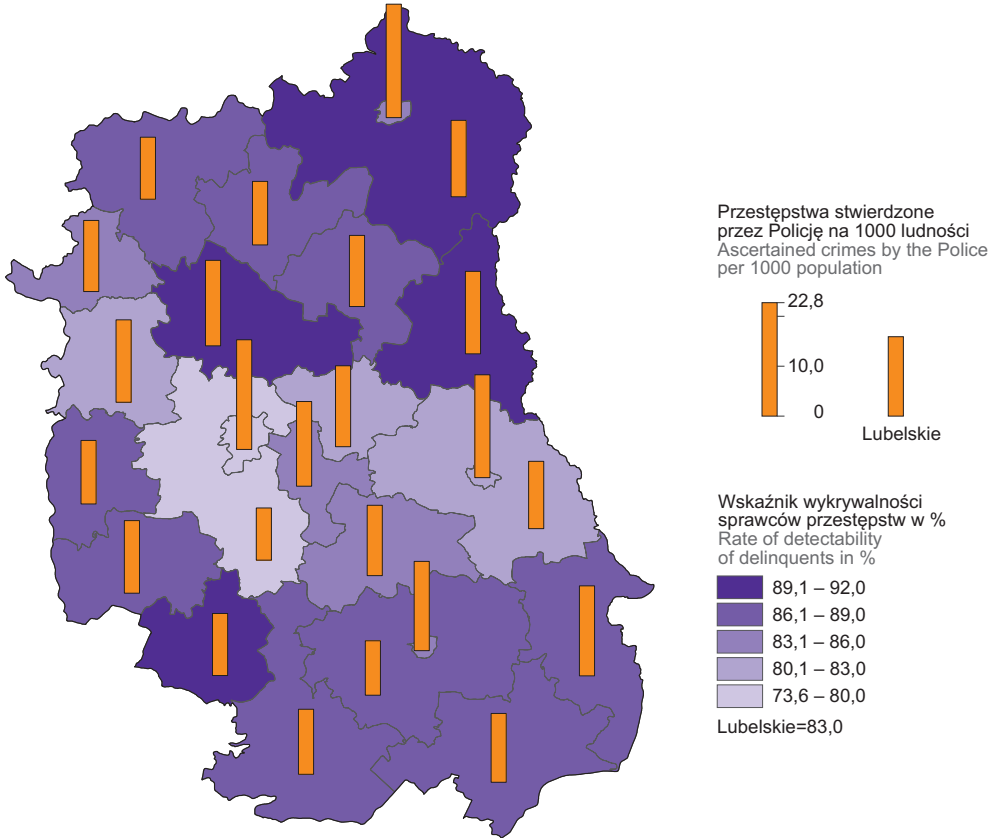 Przestępstwa stwierdzone
przez Policję na 1000 ludności
Ascertained crimes by the Police
per 1000 population
22,8
10,0
0
Lubelskie
Wskaźnik wykrywalności
sprawców przestępstw w %
Rate of detectability
of delinquents in %
89,1 – 92,0
86,1 – 89,0
83,1 – 86,0
80,1 – 83,0
73,6 – 80,0
Lubelskie=83,0